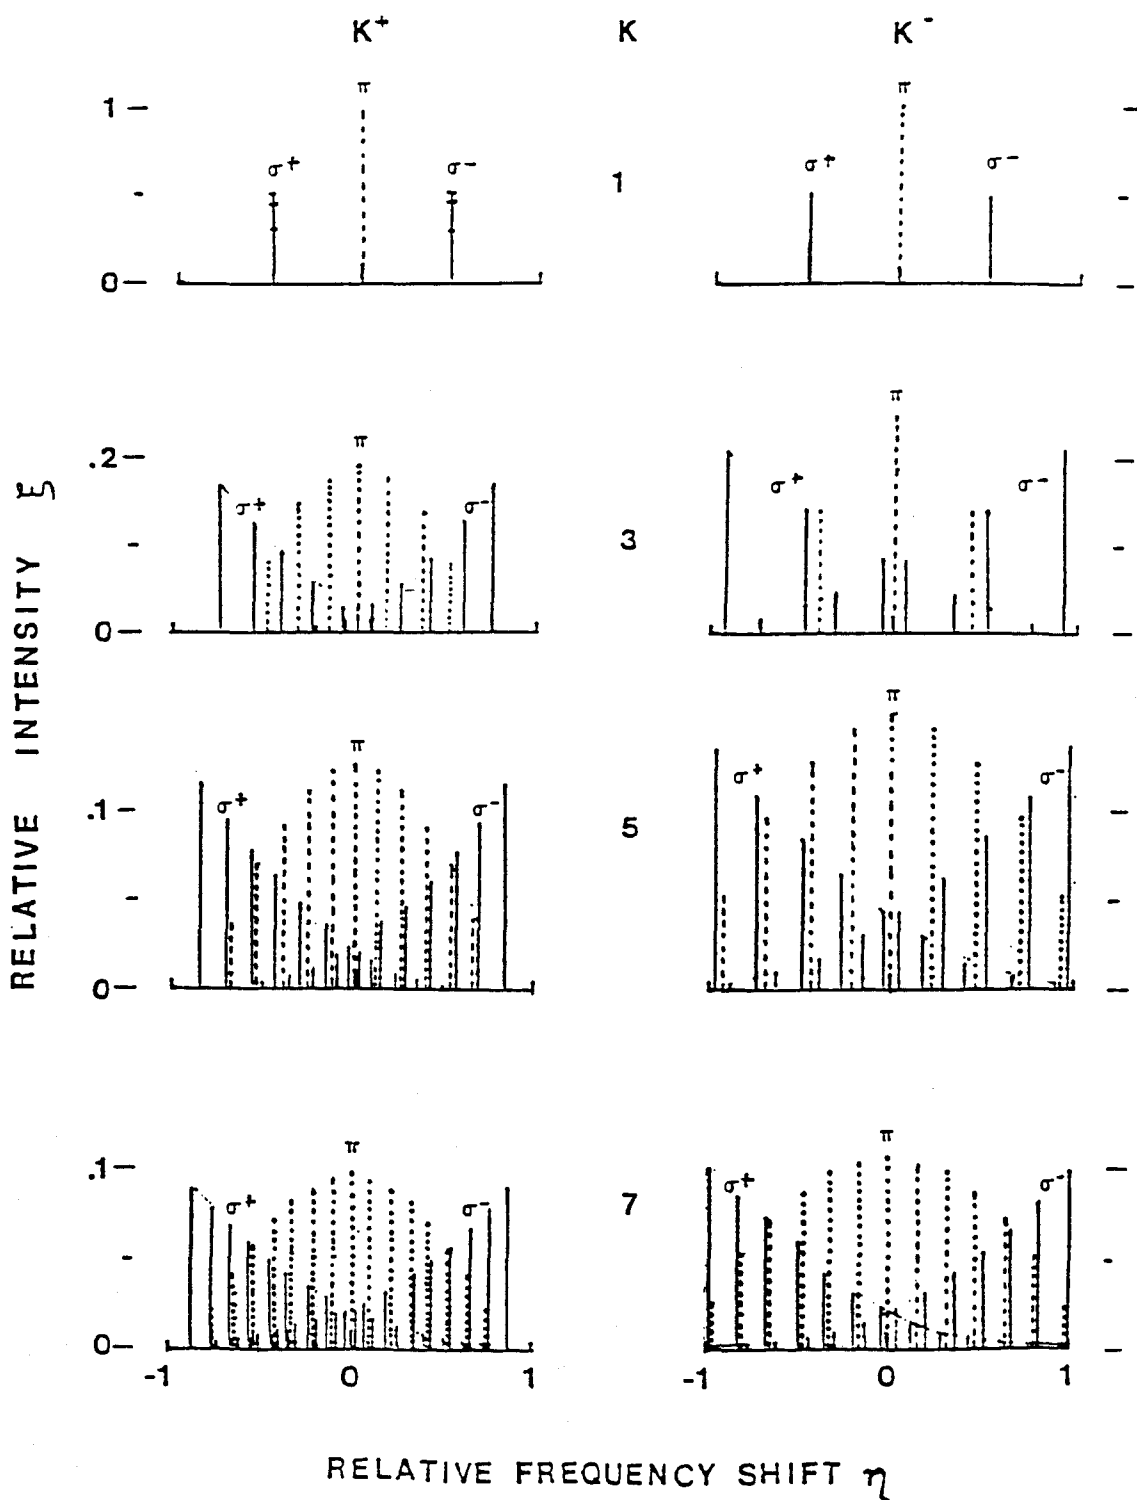 K+ K K-
π π
1
σ+ σ- 1 σ+ σ-
0
π
π
.2
σ+ σ- σ+ σ-
3
0
π
π
σ+ σ-
.1 σ+ σ- 5
0
π π
.1
σ+ σ- 7 σ+ σ-
0
-1 0 1 -1 0 1
RELATIVE INTENSITY ξ
RELATIVE FREQUENCY SHIFT η